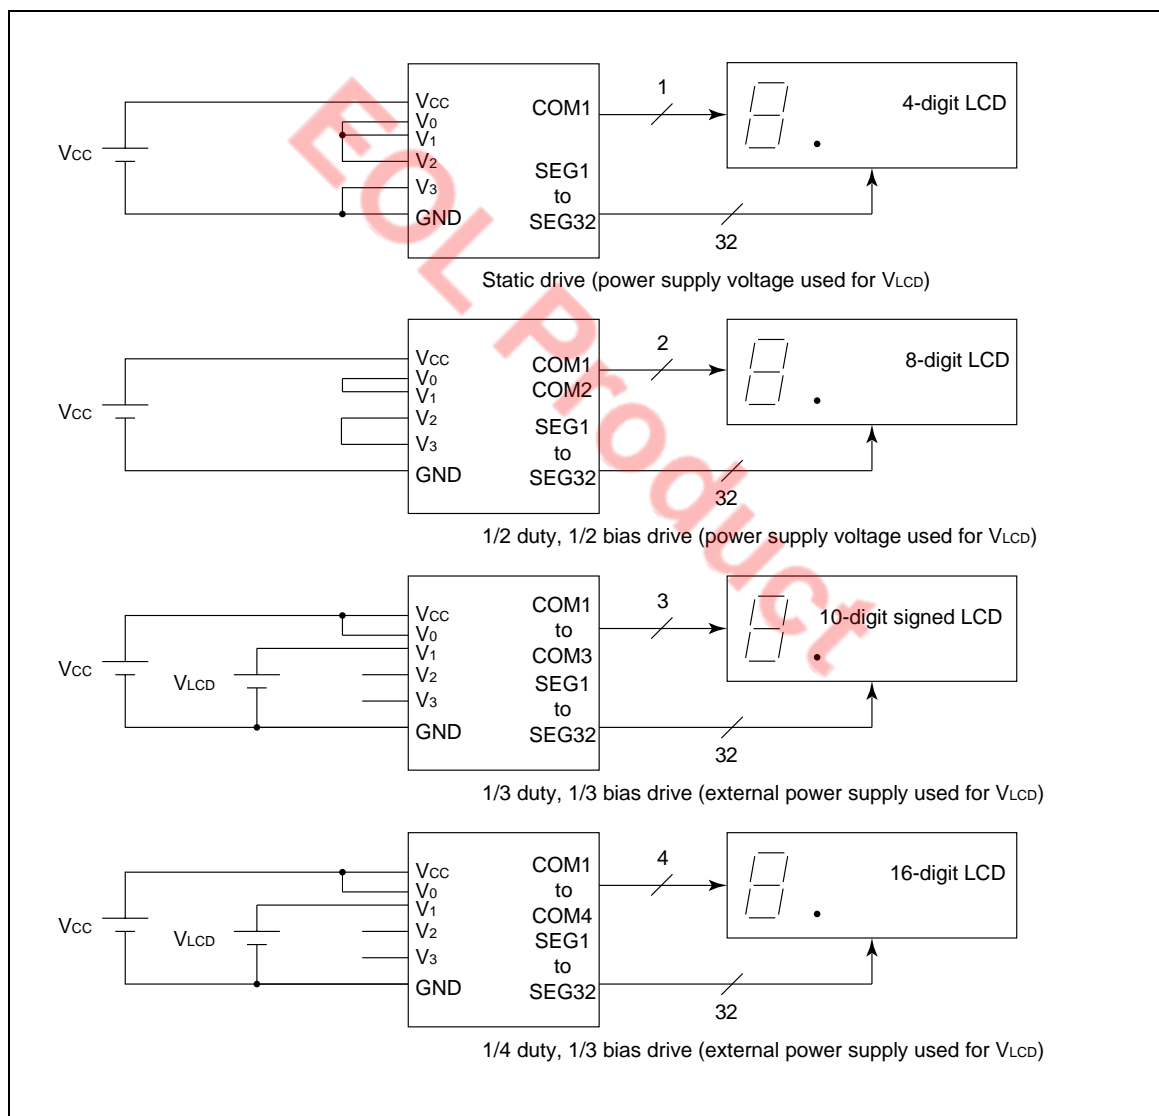 VCC
V0
V1
V2
V3
GND
VCC
COM1
SEG1
to
SEG32
1
32
4-digit LCD
Static drive (power supply voltage used for VLCD)
VCC
V0
V1
V2
V3
GND
VCC
COM1
COM2
SEG1
to
SEG32
2
32
8-digit LCD
1/2 duty, 1/2 bias drive (power supply voltage used for VLCD)
VCC
V0
V1
V2
V3
GND
VCC
VLCD
COM1
to
COM3
SEG1
to
SEG32
3
32
10-digit signed LCD
1/3 duty, 1/3 bias drive (external power supply used for VLCD)
VCC
V0
V1
V2
V3
GND
VCC
VLCD
COM1
to
COM4
SEG1
to
SEG32
4
32
16-digit LCD
1/4 duty, 1/3 bias drive (external power supply used for VLCD)
EOL Product